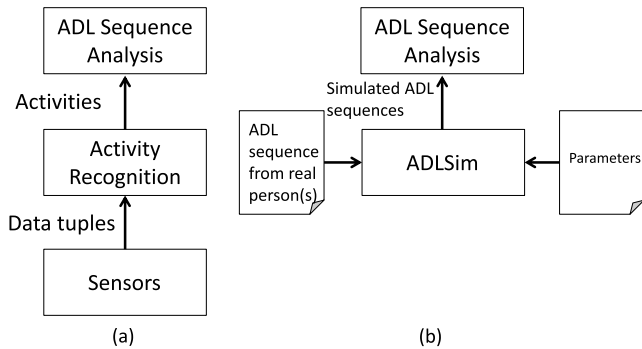 ADL Sequence
Analysis
Activities
Activity
Recognition
Data tuples
Sensors
(a)
ADL Sequence
Analysis
Simulated ADL
sequences
ADL
sequence
from real
person(s)
ADLSim
Parameters
(b)